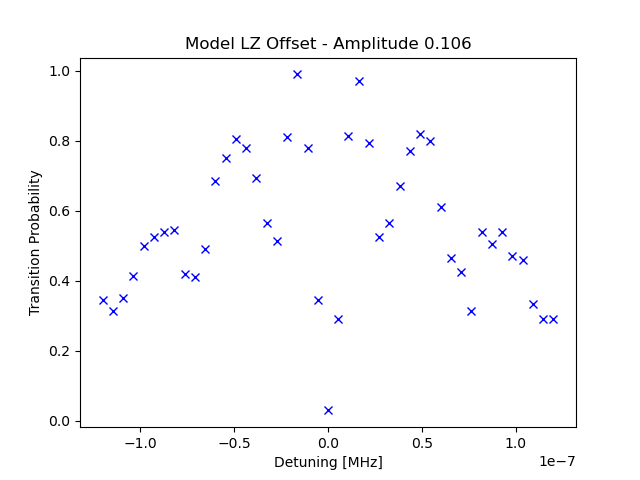 Model LZ Offset - Amplitude 0.106
Transition Probability
1.0
0.8
0.6
0.4
0.2
0.0
−1.0 −0.5 0.0 0.5 1.0
1e−7
Detuning [MHz]